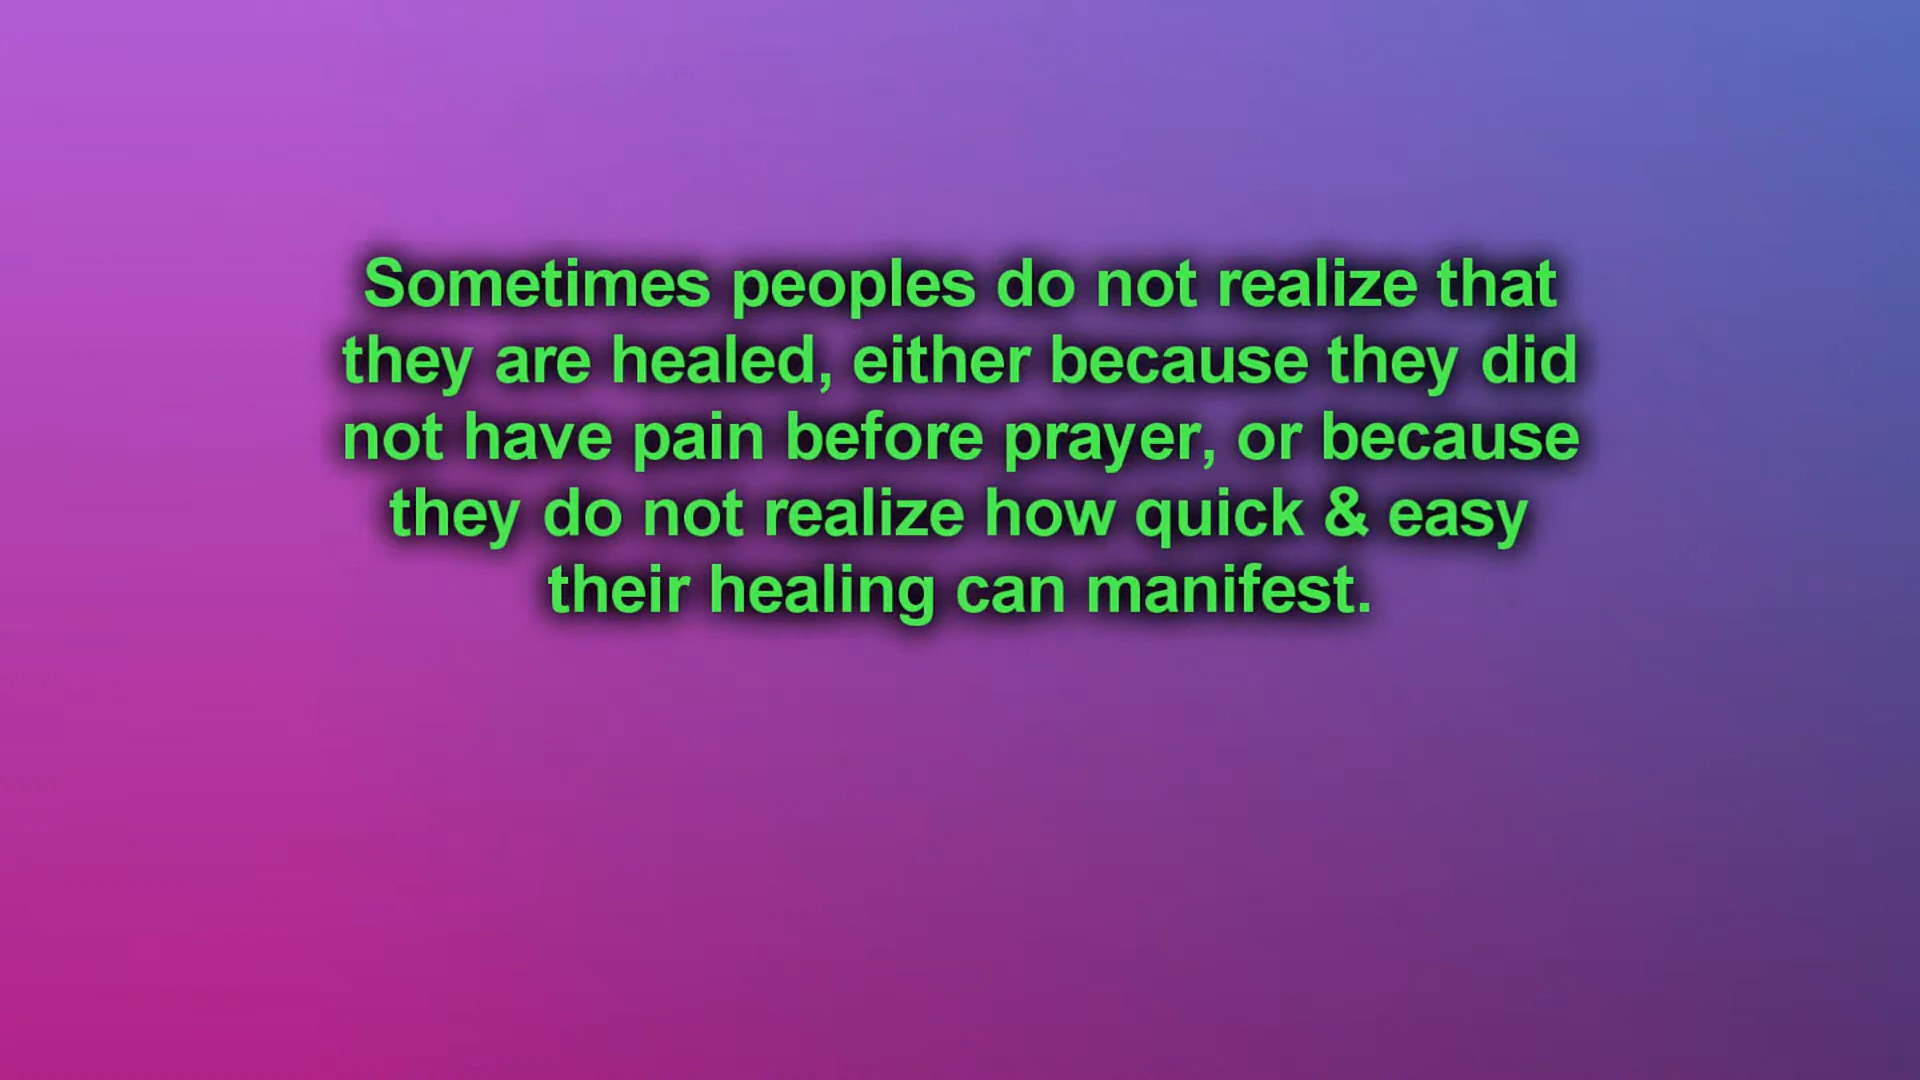 Sometimes peoples do not realize that
they are healed, either because they did
not have pain before prayer, or because
they do not realize how quick & easy
their healing can manifest.